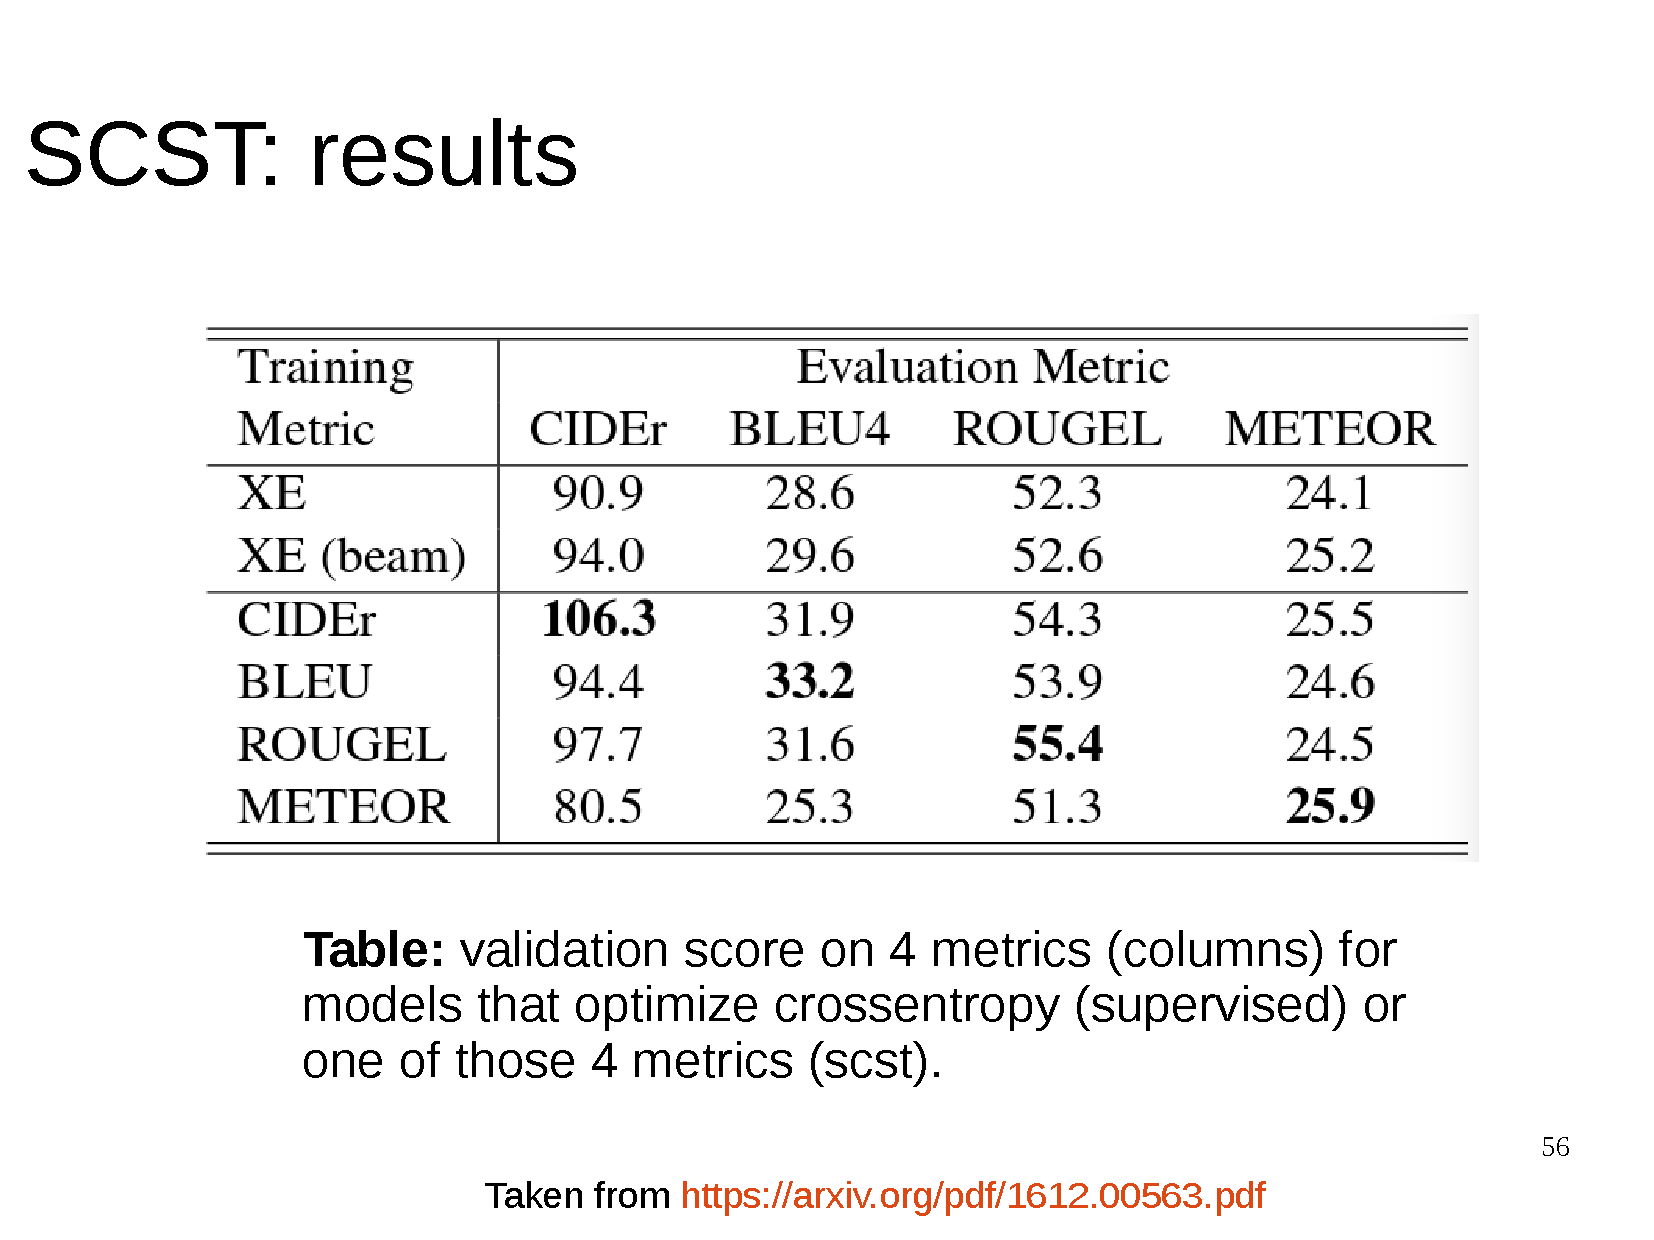 SCST: results
Training Evaluation Metric
Metric CIDEr BLEU4 ROUGEL METEOR
XE 90.9 28.6 52.3 24.1
XE (beam) 94.0 29.6 52.6 25.2
CIDEr 106.3 31.9 54.3 25.5
BLEU 94.4 33.2 53.9 24.6
ROUGEL 97.7 31.6 55.4 24.5
METEOR 80.5 25.3 51.3 25.9
Table: validation score on 4 metrics (columns) for
models that optimize crossentropy (supervised) or
one of those 4 metrics (scst).
56
Taken from https://arxiv.org/pdf/1612.00563.pdf